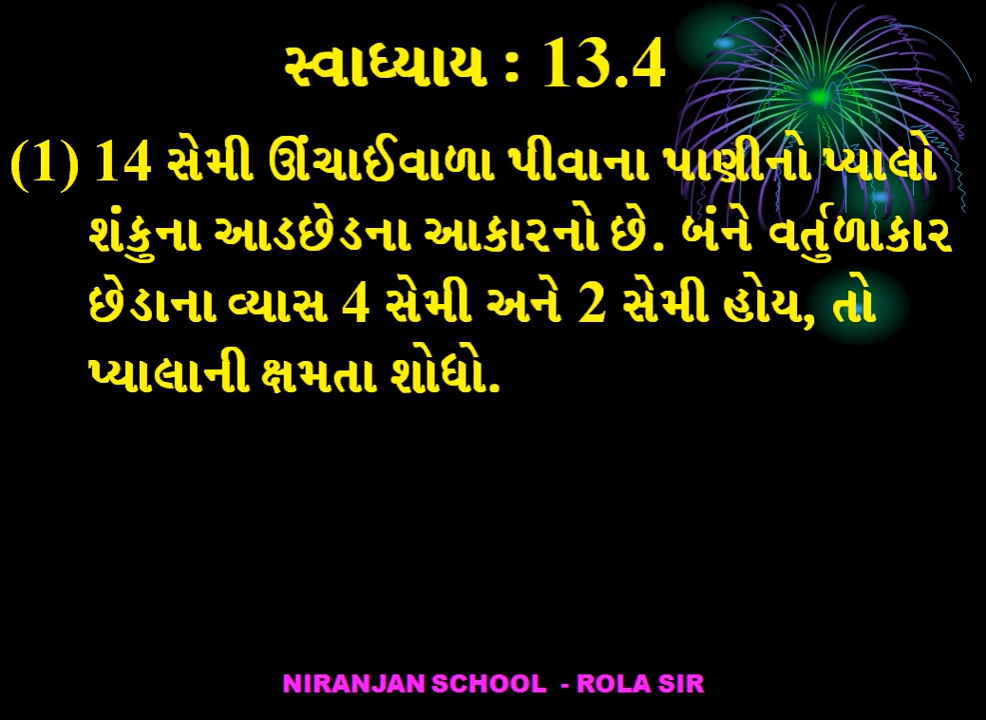 સ્વાધ્યાય : 13.4
(1) 14 સેમી ઊંચાઈવાળા પીવાના પાણીનો પ્યાલો
શંકુના આડછેડના આકારનો છે. બંને વર્તુળાકાર
છેડાના વ્યાસ 4 સેમી અને 2 સેમી હોય, તો
પ્યાલાની ક્ષમતા શોધો.
NIRANJAN SCHOOL - ROLA SIR